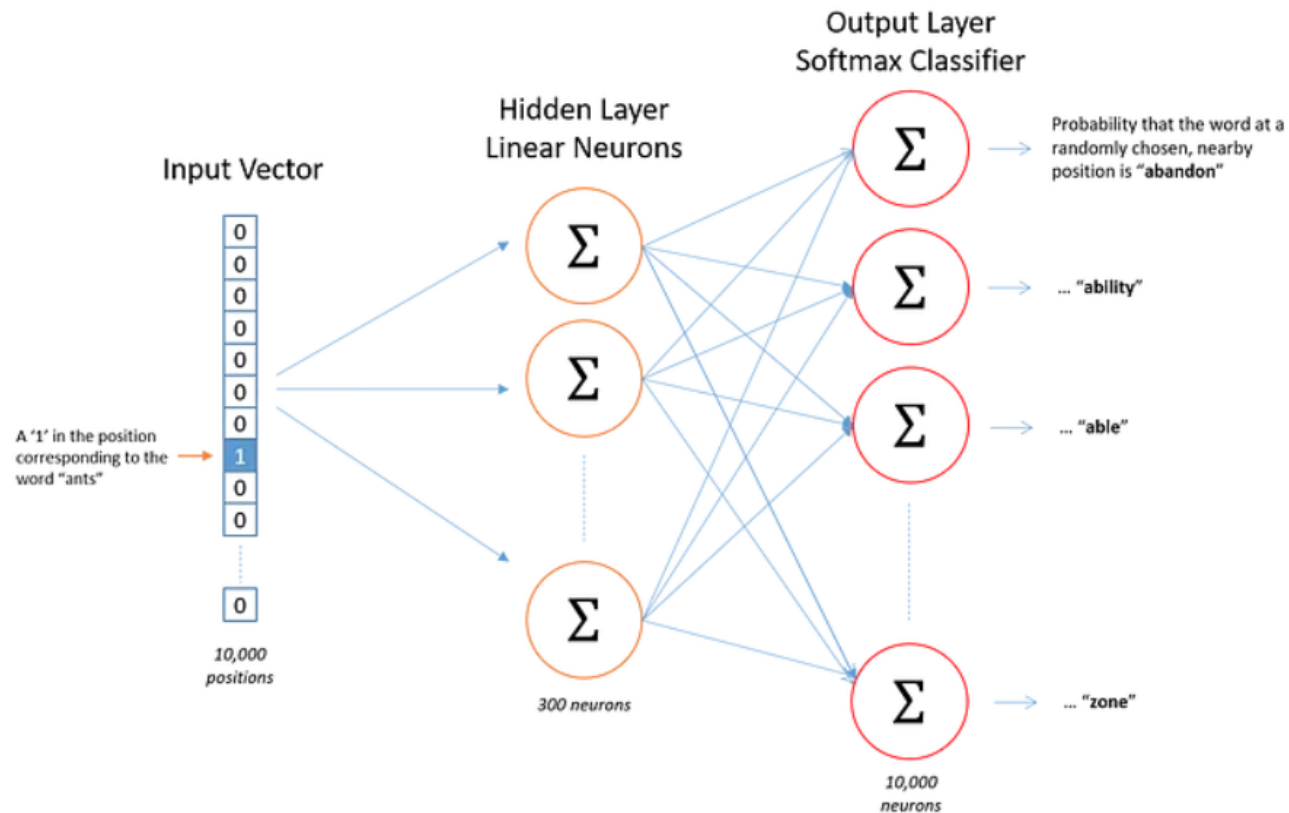 Output Layer
Softmax Classifier
Hidden Layer
Linear Neurons
Input Vector
0
0
0
0
0
0
0
1
0
0
0
A ‘1’ in the position
corresponding to the
word “ants”
10,000
positions
Σ
Σ
Σ
300 neurons
Σ
Σ
Σ
Σ
10,000
neurons
Probability that the word at a
randomly chosen, nearby
position is “abandon”
... “ability”
... “able”
... “zone”